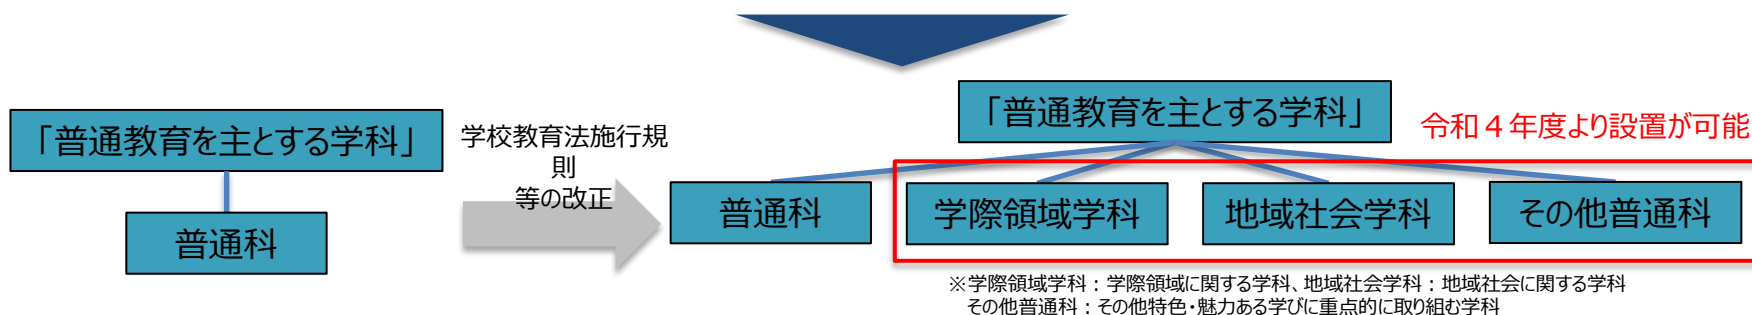 「普通教育を主とする学科」
普通科
学校教育法施行規
則
等の改正
「普通教育を主とする学科」
令和４年度より設置が可能
普通科
学際領域学科
地域社会学科
その他普通科
※学際領域学科：学際領域に関する学科、地域社会学科：地域社会に関する学科
その他普通科：その他特色・魅力ある学びに重点的に取り組む学科